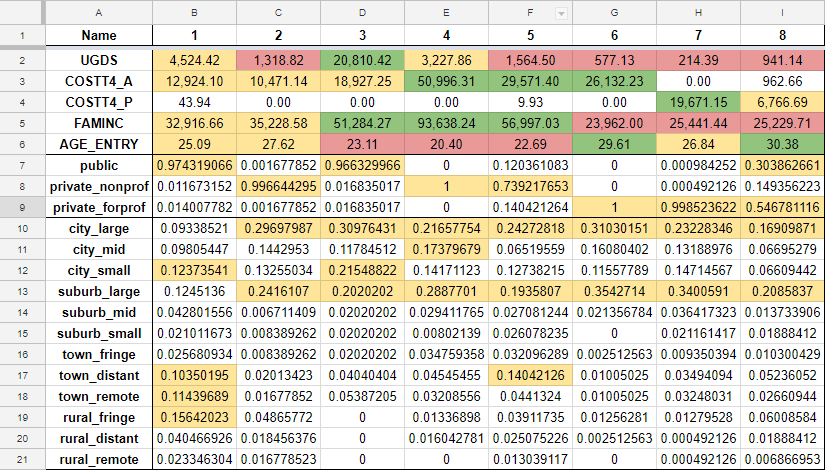 A B C D E F G H I
1 Name 1 2 3 4 5 6 7 8
2 UGDS 4,524.42 1,318.82 20,810.42 3,227.86 1,564.50 577.13 214.39 941.14
3 COSTT4_A 12,924.10 10,471.14 18,927.25 50,996.31 29,571.40 26,132.23 0.00 962.66
4 COSTT4_P 43.94 0.00 0.00 0.00 9.93 0.00 19,671.15 6,766.69
5 FAMINC 32,916.66 35,228.58 51,284.27 93,638.24 56,997.03 23,962.00 25,441.44 25,229.71
6 AGE_ENTRY 25.09 27.62 23.11 20.40 22.69 29.61 26.84 30.38
7 public 0.974319066 0.001677852 0.966329966 0 0.120361083 0 0.000984252 0.303862661
8 private_nonprof 0.011673152 0.996644295 0.016835017 1 0.739217653 0 0.000492126 0.149356223
9 private_forprof 0.014007782 0.001677852 0.016835017 0 0.140421264 1 0.998523622 0.546781116
10 city_large 0.09338521 0.29697987 0.30976431 0.21657754 0.24272818 0.31030151 0.23228346 0.16909871
11 city_mid 0.09805447 0.1442953 0.11784512 0.17379679 0.06519559 0.16080402 0.13188976 0.06695279
12 city_small 0.12373541 0.13255034 0.21548822 0.14171123 0.12738215 0.11557789 0.14714567 0.06609442
13 suburb_large 0.1245136 0.2416107 0.2020202 0.2887701 0.1935807 0.3542714 0.3400591 0.2085837
14 suburb_mid 0.042801556 0.006711409 0.02020202 0.029411765 0.027081244 0.021356784 0.036417323 0.013733906
15 suburb_small 0.021011673 0.008389262 0.02020202 0.00802139 0.026078235 0 0.021161417 0.01888412
16 town_fringe 0.025680934 0.008389262 0.02020202 0.034759358 0.032096289 0.002512563 0.009350394 0.010300429
17 town_distant 0.10350195 0.02013423 0.04040404 0.04545455 0.14042126 0.01005025 0.03494094 0.05236052
18 town_remote 0.11439689 0.01677852 0.05387205 0.03208556 0.0441324 0.01005025 0.03248031 0.02660944
19 rural_fringe 0.15642023 0.04865772 0 0.01336898 0.03911735 0.01256281 0.01279528 0.06008584
20 rural_distant 0.040466926 0.018456376 0 0.016042781 0.025075226 0.002512563 0.000492126 0.01888412
21 rural_remote 0.023346304 0.016778523 0 0 0.013039117 0 0.000492126 0.006866953